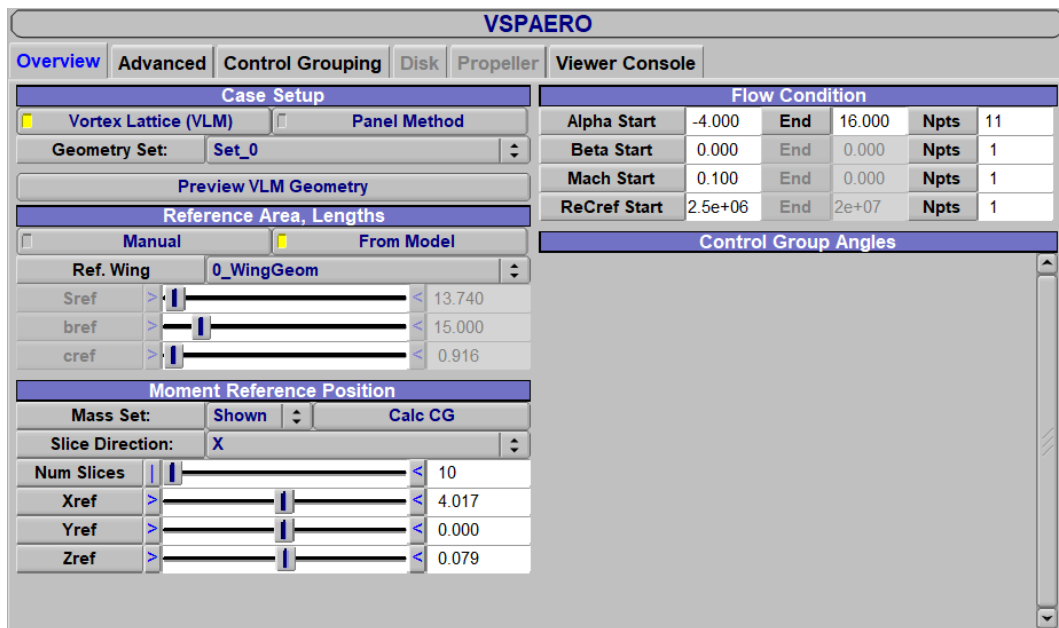 VSPAERO
Overview Advanced Control Grouping Disk Propeller Viewer Console
Case Setup
Vortex Lattice (VLM) Panel Method
Geometry Set: Set_0
Preview VLM Geometry
Reference Area, Lengths
Manual From Model
Ref. Wing 0_WingGeom
Sref > < 13.740
bref > < 15.000
cref > < 0.916
Moment Reference Position
Mass Set: Shown Calc CG
Slice Direction: X
Num Slices | < 10
Xref > < 4.017
Yref > < 0.000
Zref > < 0.079
Flow Condition
Alpha Start -4.000 End 16.000 Npts 11
Beta Start 0.000 End 0.000 Npts 1
Mach Start 0.100 End 0.000 Npts 1
ReCref Start 2.5e+06 End 2e+07 Npts 1
Control Group Angles